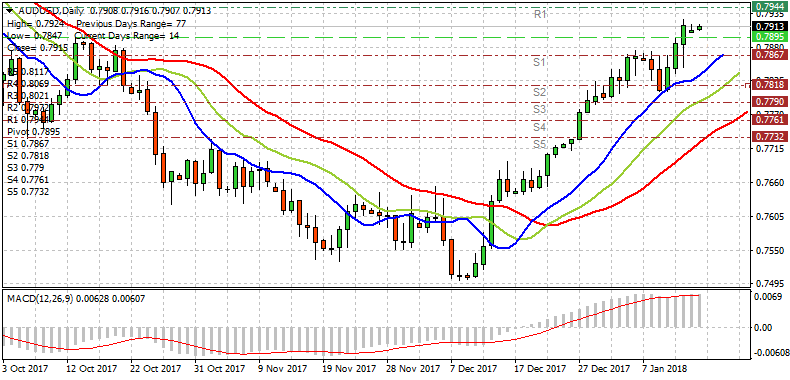 AUDUSD,Daily 0.7908 0.7916 0.7907 0.7913
High= 0.7924 Previous Days Range= 77
Low= 0.7847 Current Days Range= 14
Close= 0.7915
R5 0.8117
R4 0.8069
R3 0.8021
R2 0.7973
R1
Pivot 0.7895
S1 0.7867
S2 0.7818
S3 0.779
S4 0.7761
S5 0.7732
R1
S1
S2
S3
S4
S5
0.7944
0.7935
0.7913
0.7895
0.7880
0.7867
0.7818
0.7790
0.7761
0.7732
0.7715
0.7660
0.7605
0.7550
0.7495
MACD(12,26,9) 0.00628 0.00607
0.0069
0.00
-0.00608
3 Oct 2017 12 Oct 2017 22 Oct 2017 31 Oct 2017 9 Nov 2017 19 Nov 2017 28 Nov 2017 7 Dec 2017 17 Dec 2017 27 Dec 2017 7 Jan 2018